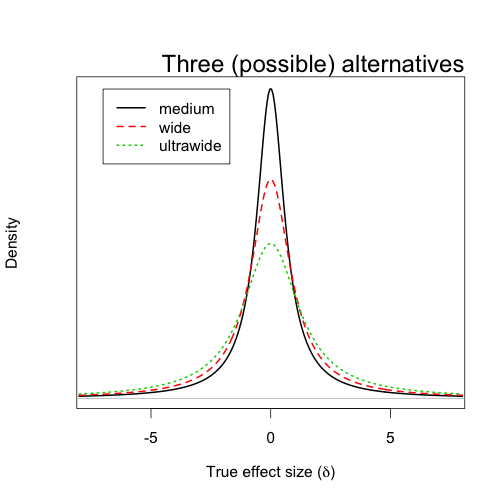 Three (possible) alternatives
medium
wide
ultrawide
Density
-5 0 5
True effect size (δ)